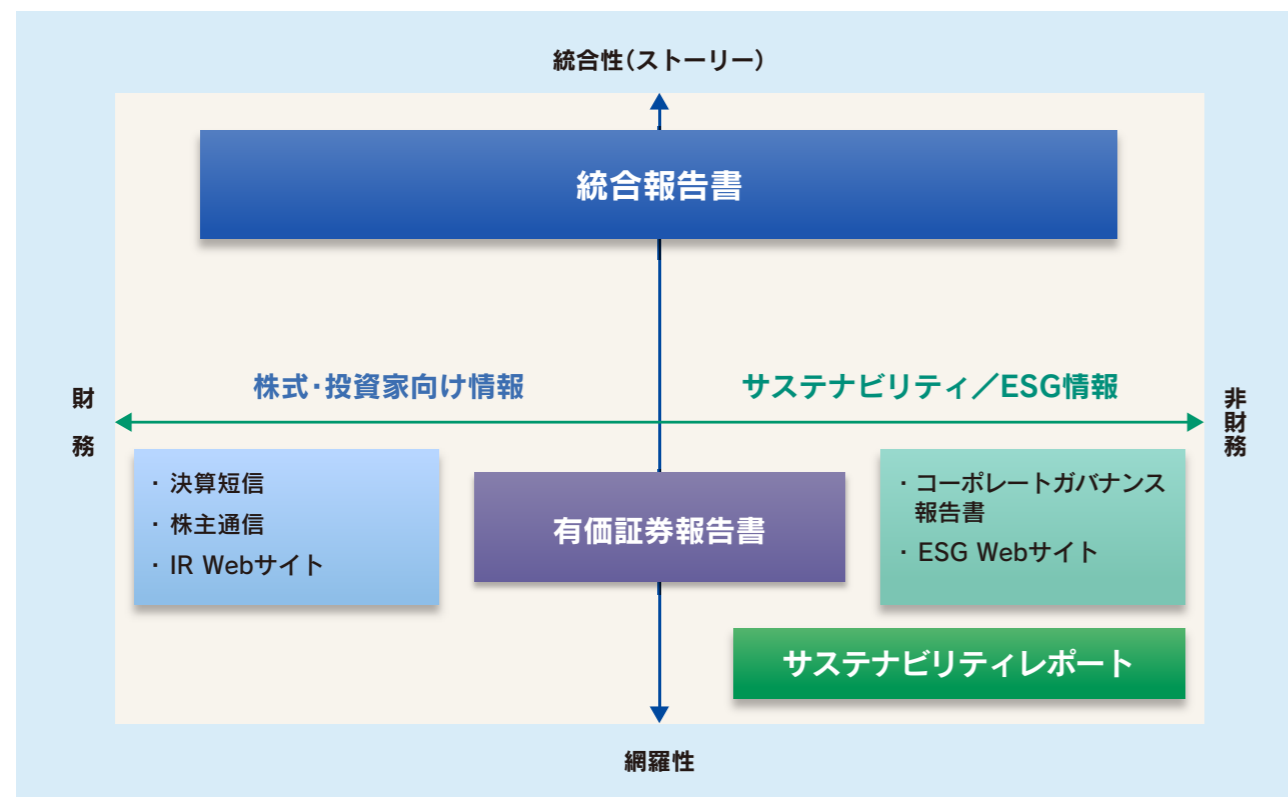 統合性(ストーリー)
統合報告書
株式・投資家向け情報
サステナビリティ／ESG情報
財務
非財務
・ 決算短信
・ 株主通信
・ IR Webサイト
有価証券報告書
・ コーポレートガバナンス
報告書
・ ESG Webサイト
サステナビリティレポート
網羅性